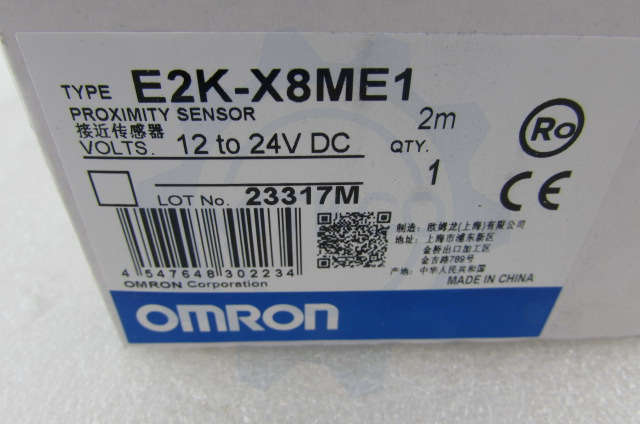 TYPE E2K-X8ME1
PROXIMITY SENSOR 2m
接近传感器
VOLTS. 12 to 24V DC QTY.
1
LOT No. 23317M
Ro
CE
4 547648 302234
OMRON Corporation
制造: 欧姆龙(上海)有限公司
地址: 上海市浦东新区
金桥出口加工区
金吉路789号
产地: 中华人民共和国
MADE IN CHINA
OMRON